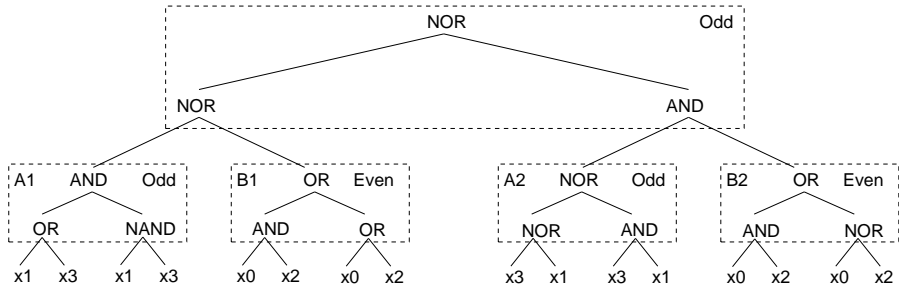 NOR Odd
NOR AND
A1 AND Odd B1 OR Even A2 NOR Odd B2 OR Even
OR NAND AND OR NOR AND AND NOR
x1 x3 x1 x3 x0 x2 x0 x2 x3 x1 x3 x1 x0 x2 x0 x2